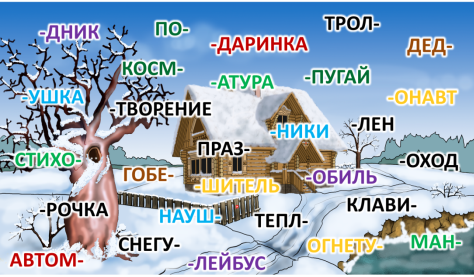 -ДНИК
ПО-
ТРОЛ-
-ДАРИНКА
ДЕД-
КОСМ-
-АТУРА
-ПУГАЙ
-УШКА
-ТВОРЕНИЕ
-ОНАВТ
-НИКИ
-ЛЕН
ПРАЗ-
СТИХО-
-ОХОД
ГОБЕ-
-ШИТЕЛЬ
-ОБИЛЬ
-РОЧКА
НАУШ-
ТЕПЛ-
КЛАВИ-
СНЕГУ-
ОГНЕТУ-
МАН-
АВТОМ-
-ЛЕЙБУС